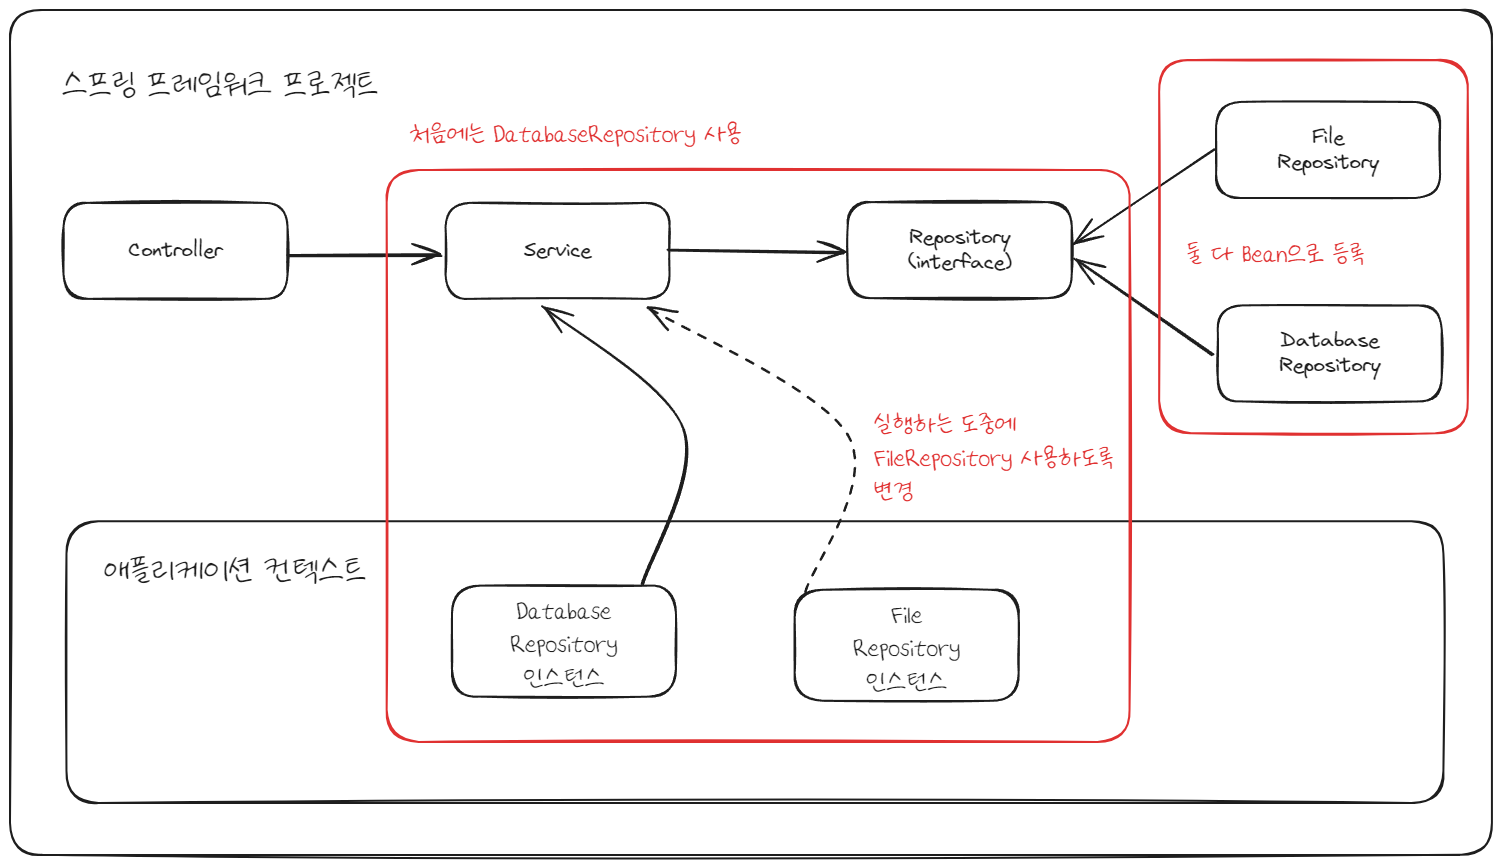 스프링 프레임워크 프로젝트
처음에는 DatabaseRepository 사용
File
Repository
Controller
Service
Repository
(interface)
둘 다 Bean으로 등록
Database
Repository
실행하는 도중에
FileRepository 사용하도록
변경
애플리케이션 컨텍스트
Database
Repository
인스턴스
File
Repository
인스턴스